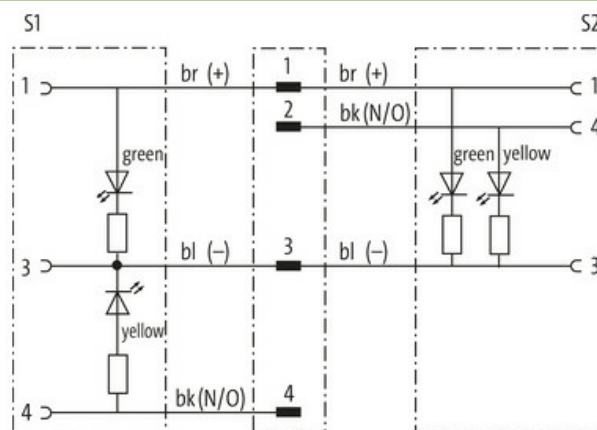 S1 S2
1 br (+) 1 br (+) 1
2 bk (N/O) 4
green green yellow
3 bl (–) 3 bl (–) 3
yellow
4 bk (N/O) 4